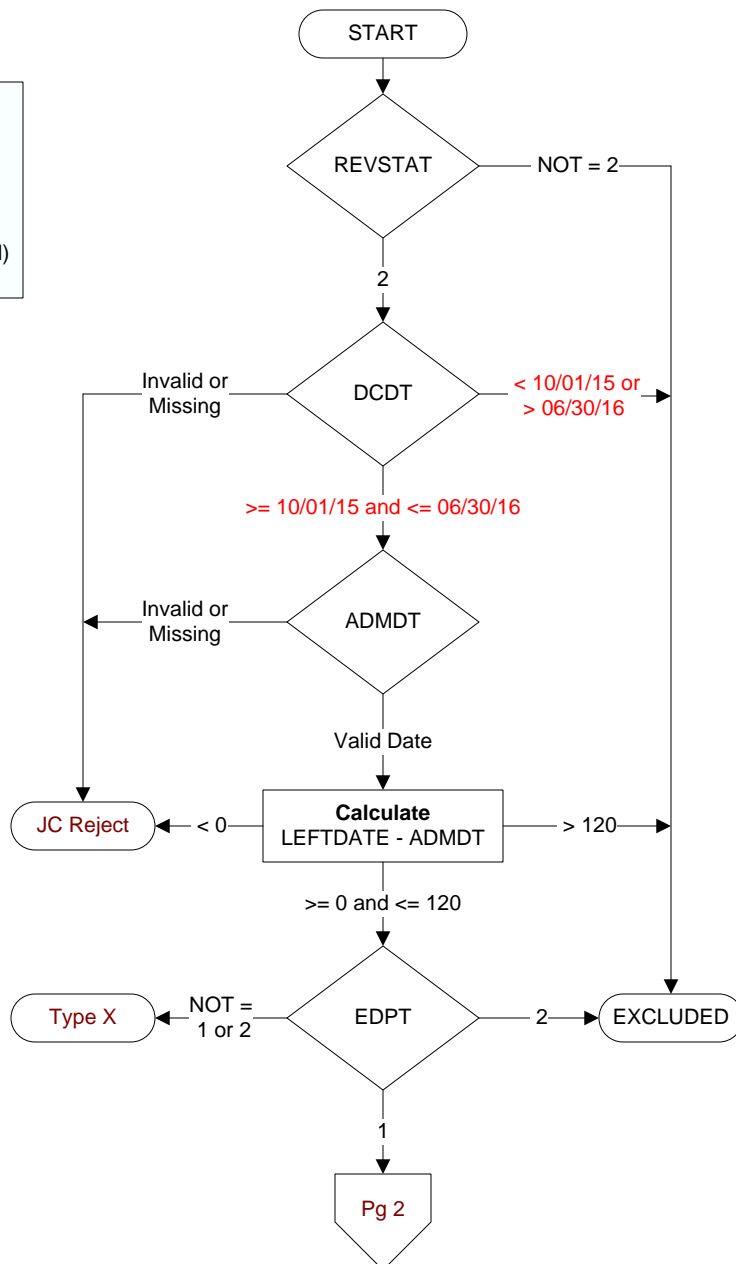 START
REVSTAT
NOT = 2
2
Invalid or
Missing
DCDT
< 10/01/15 or
> 06/30/16
>= 10/01/15 and <= 06/30/16
Invalid or
Missing
ADMDT
Valid Date
JC Reject
< 0
Calculate
LEFTDATE - ADMDT
> 120
>= 0 and <= 120
Type X
NOT =
1 or 2
EDPT
2
EXCLUDED
1
Pg 2